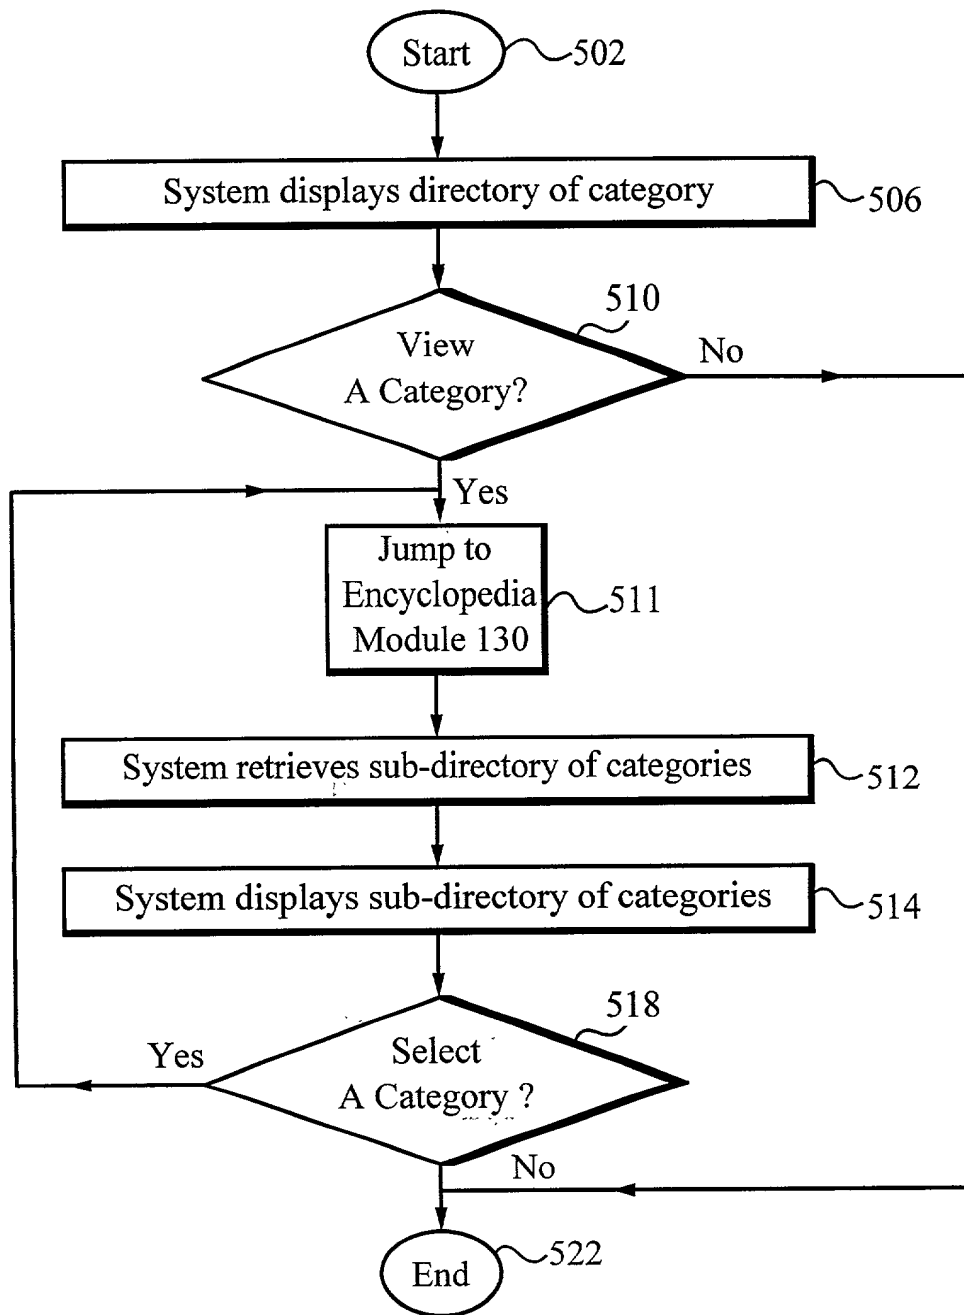 Start
502
System displays directory of category
506
510
View
A Category?
No
Yes
Jump to
Encyclopedia
Module 130
511
System retrieves sub-directory of categories
512
System displays sub-directory of categories
514
518
Select
A Category ?
Yes
No
End
522